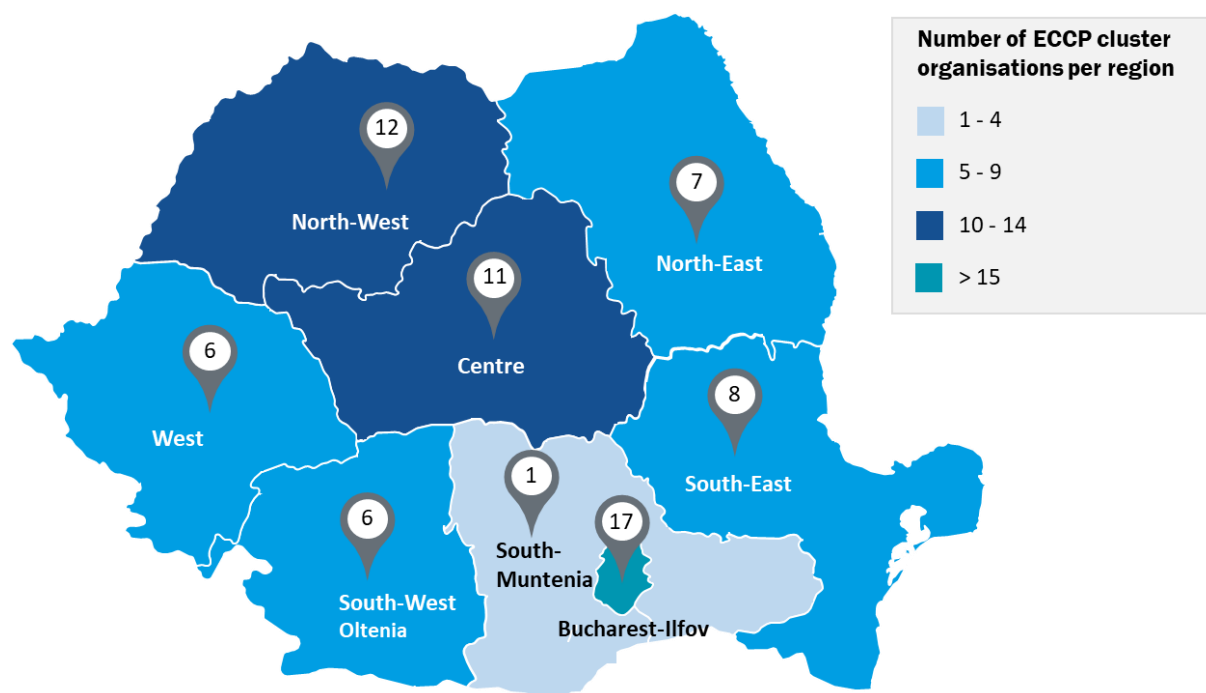 Number of ECCP cluster
organisations per region
1 - 4
5 - 9
10 - 14
> 15
12
North-West
7
North-East
11
Centre
6
West
8
South-East
1
South-
Muntenia
6
South-West
Oltenia
17
Bucharest-Ilfov